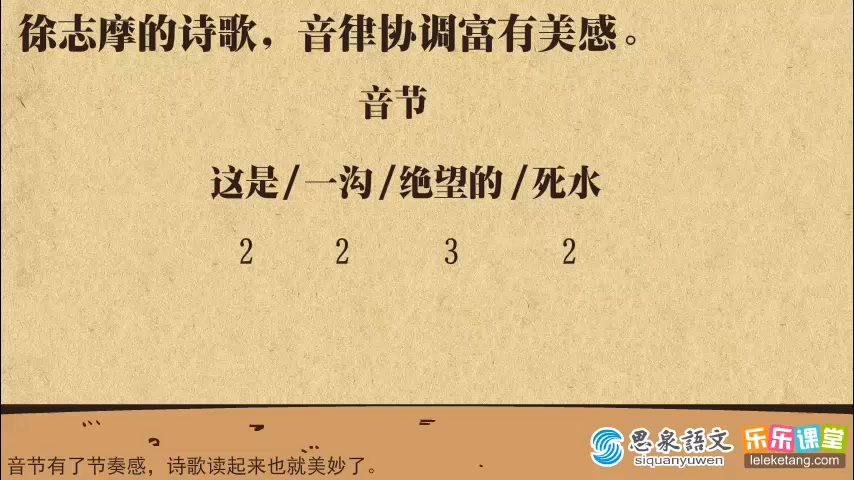 徐志摩的诗歌，音律协调富有美感。
音节
这是/一沟/绝望的/死水
2 2 3 2
思泉語文
siquanyuwen
乐乐课堂
leleketang.com
音节有了节奏感，诗歌读起来也就美妙了。